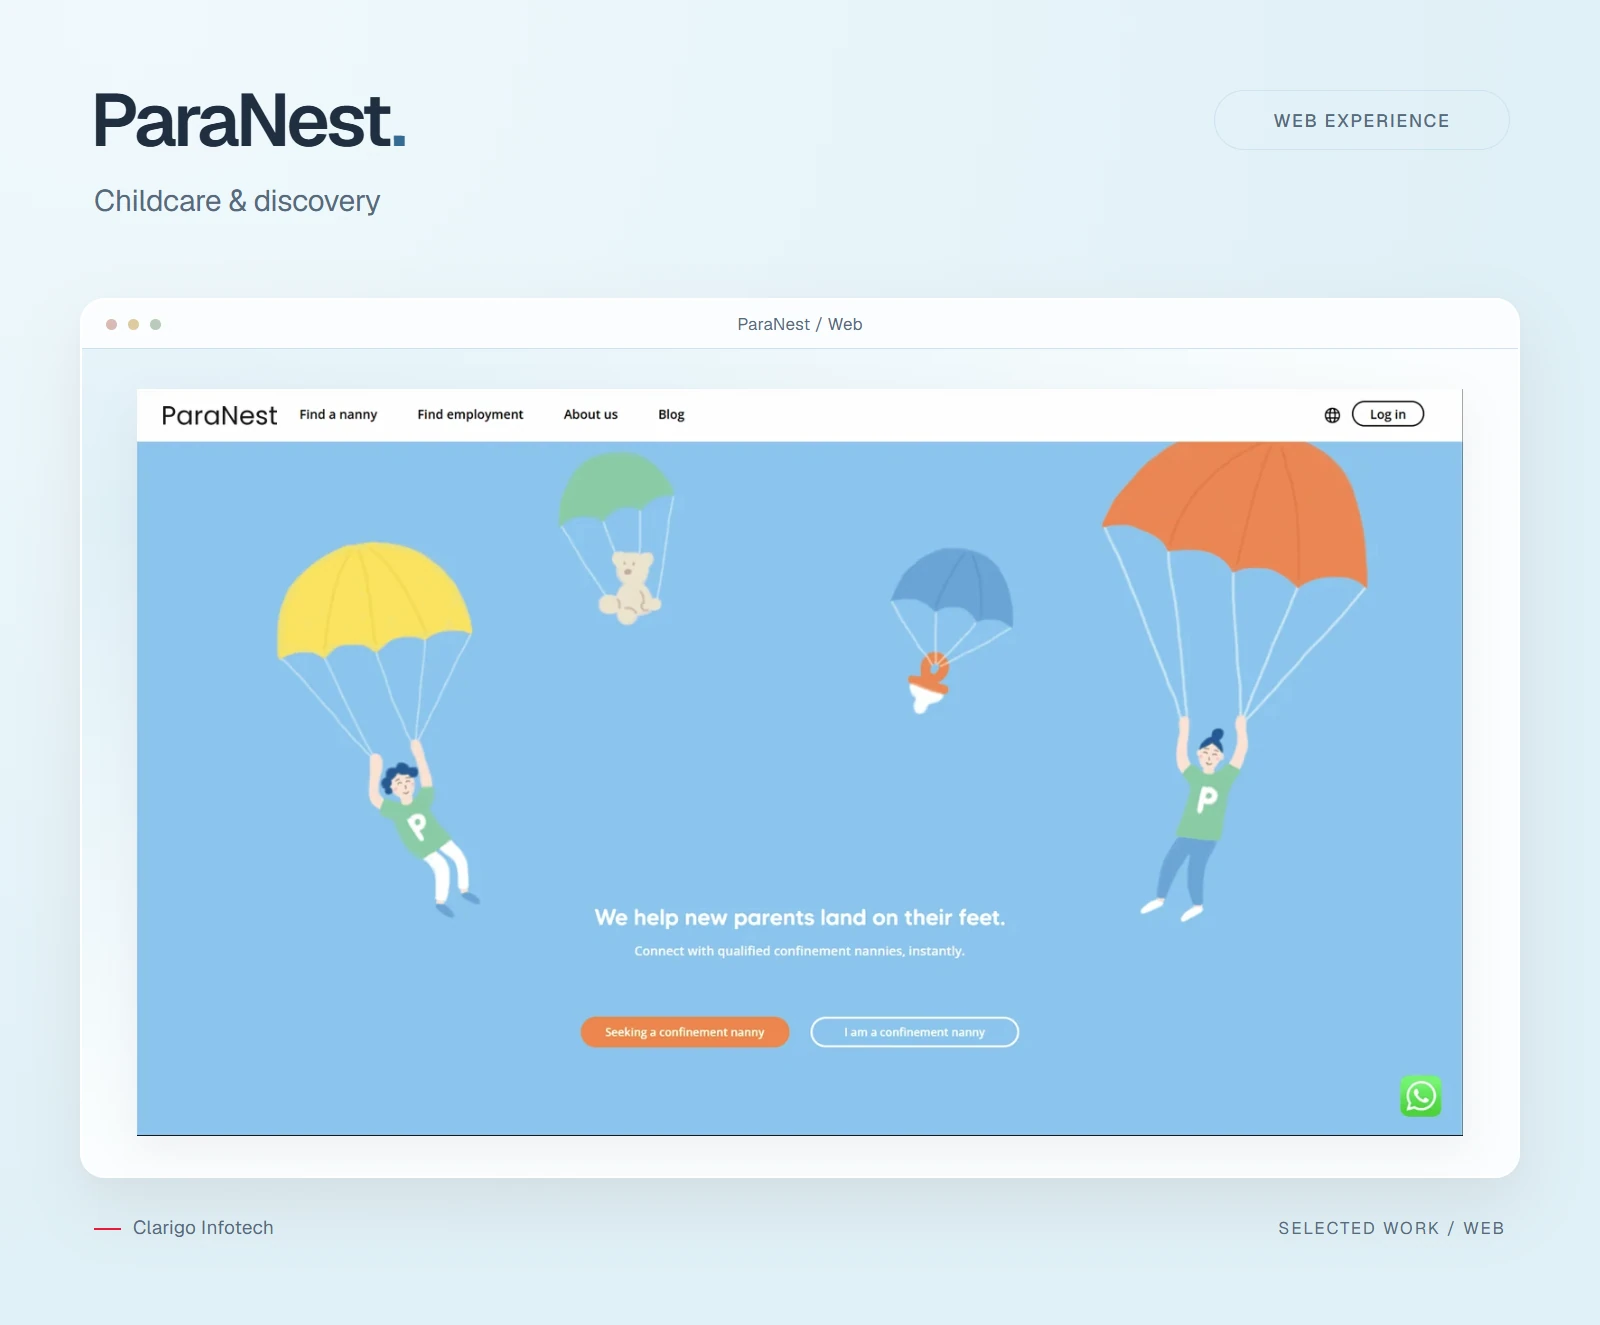 ParaNest.
WEB EXPERIENCE
Childcare & discovery
ParaNest / Web
ParaNest Find a nanny Find employment About us Blog Log in
P
P
We help new parents land on their feet.
Connect with qualified confinement nannies, instantly.
Seeking a confinement nanny I am a confinement nanny
Clarigo Infotech
SELECTED WORK / WEB